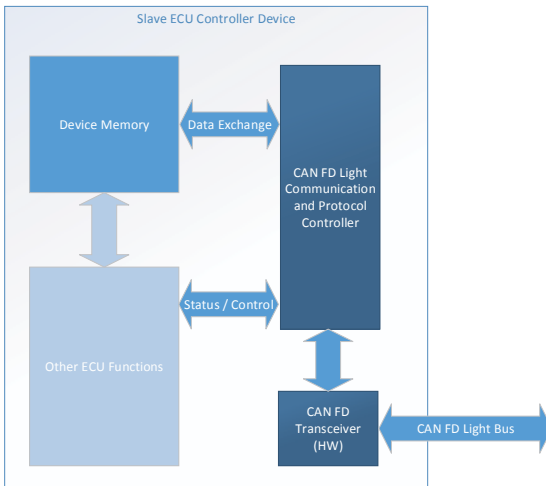 Slave ECU Controller Device
Device Memory
Data Exchange
CAN FD Light
Communication
and Protocol
Controller
Status / Control
Other ECU Functions
CAN FD
Transceiver
(HW)
CAN FD Light Bus